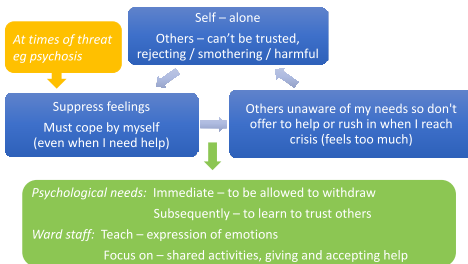 Self – alone
Others – can't be trusted,
rejecting / smothering / harmful
At times of threat
eg psychosis
Suppress feelings
Must cope by myself
(even when I need help)
Others unaware of my needs so don't
offer to help or rush in when I reach
crisis (feels too much)
Psychological needs: Immediate – to be allowed to withdraw
Subsequently – to learn to trust others
Ward staff: Teach – expression of emotions
Focus on – shared activities, giving and accepting help